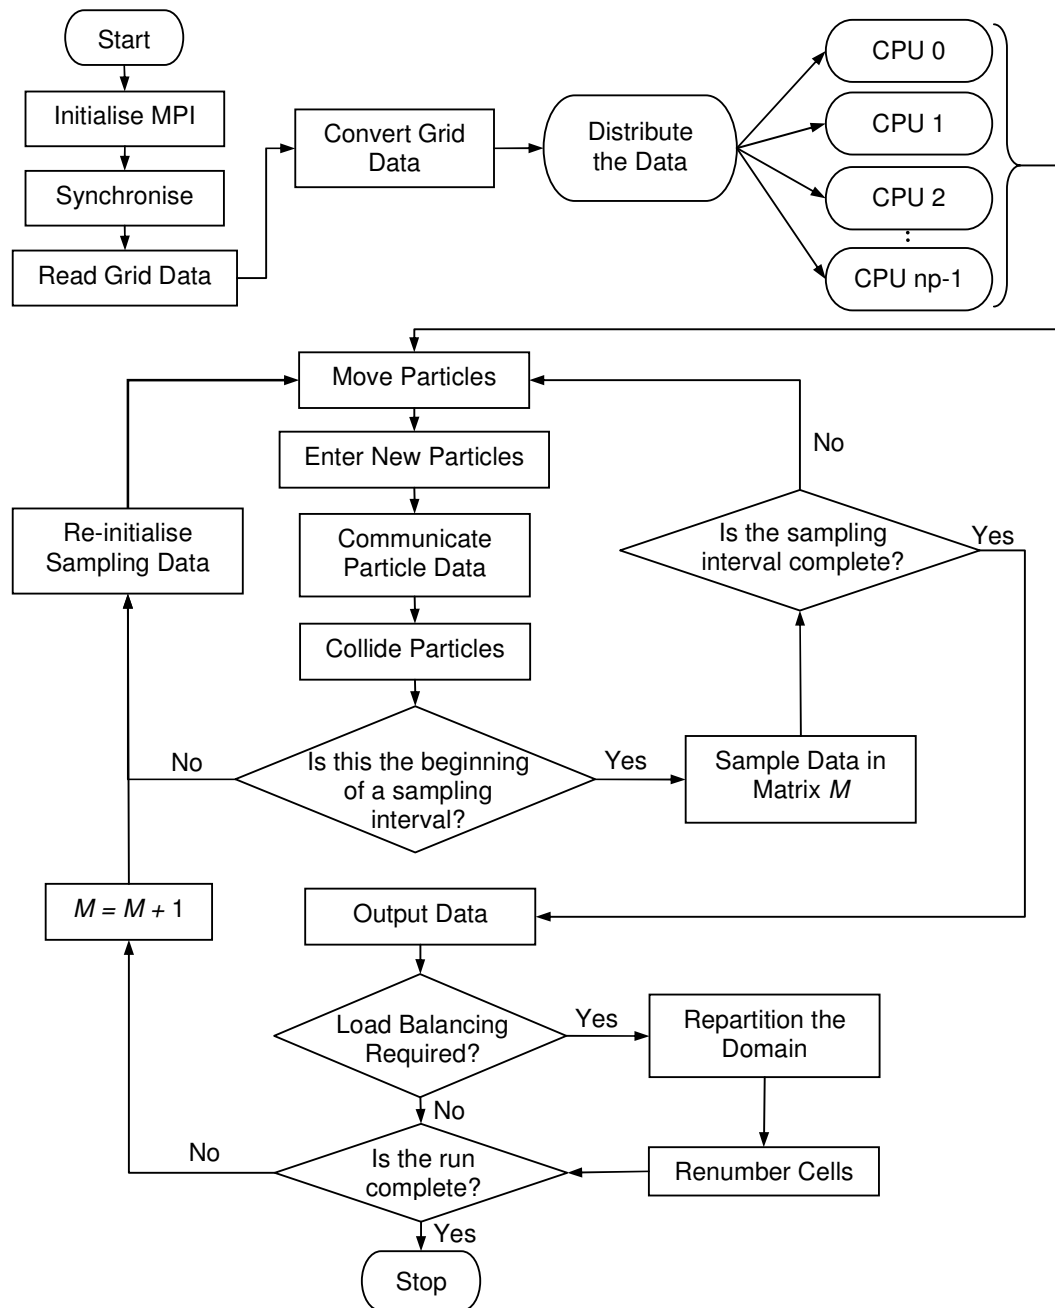 Start
Initialise MPI
Synchronise
Read Grid Data
Convert Grid
Data
Distribute
the Data
CPU 0
CPU 1
CPU 2
⋮
CPU np-1
Move Particles
Enter New Particles
Communicate
Particle Data
Collide Particles
Is this the beginning
of a sampling
interval?
No
Yes
Re-initialise
Sampling Data
Sample Data in
Matrix M
Is the sampling
interval complete?
No
Yes
M = M + 1
Output Data
Load Balancing
Required?
Yes
No
Repartition the
Domain
Renumber Cells
Is the run
complete?
No
Yes
Stop